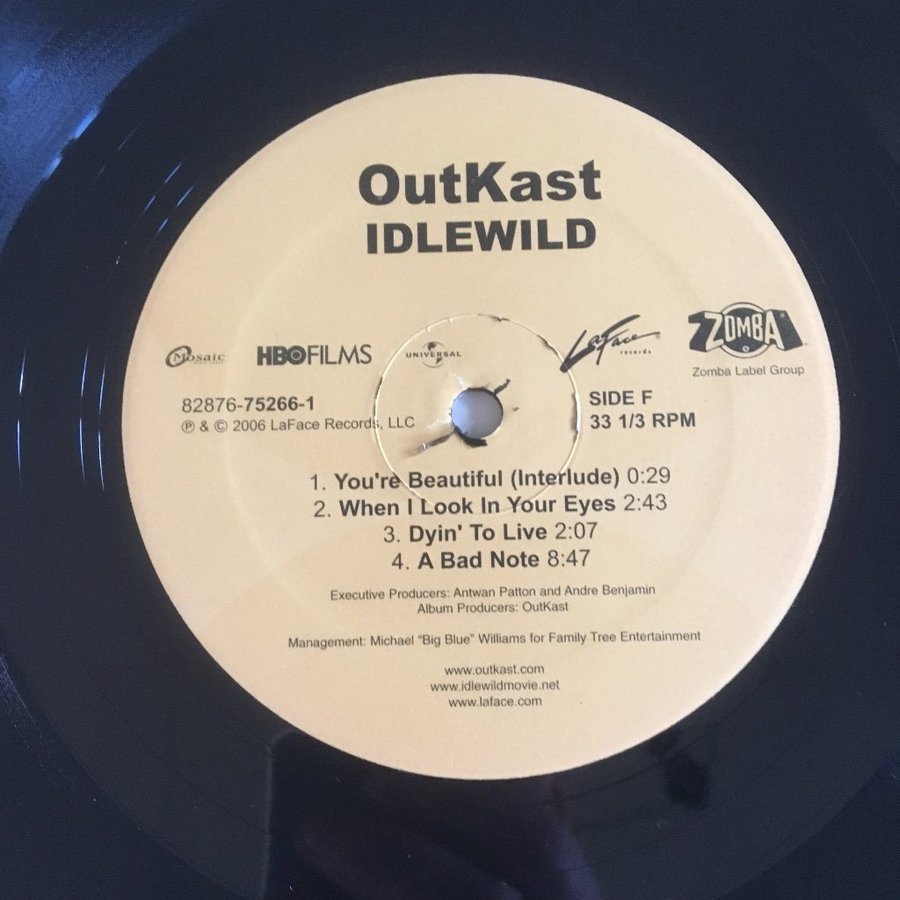 OutKast
IDLEWILD
Mosaic
HBO FILMS
UNIVERSAL
LaFace
records
ZOMBA
Zomba Label Group
82876-75266-1
℗ & © 2006 LaFace Records, LLC
SIDE F
33 1/3 RPM
1. You're Beautiful (Interlude) 0:29
2. When I Look In Your Eyes 2:43
3. Dyin' To Live 2:07
4. A Bad Note 8:47
Executive Producers: Antwan Patton and Andre Benjamin
Album Producers: OutKast
Management: Michael “Big Blue” Williams for Family Tree Entertainment
www.outkast.com
www.idlewildmovie.net
www.laface.com